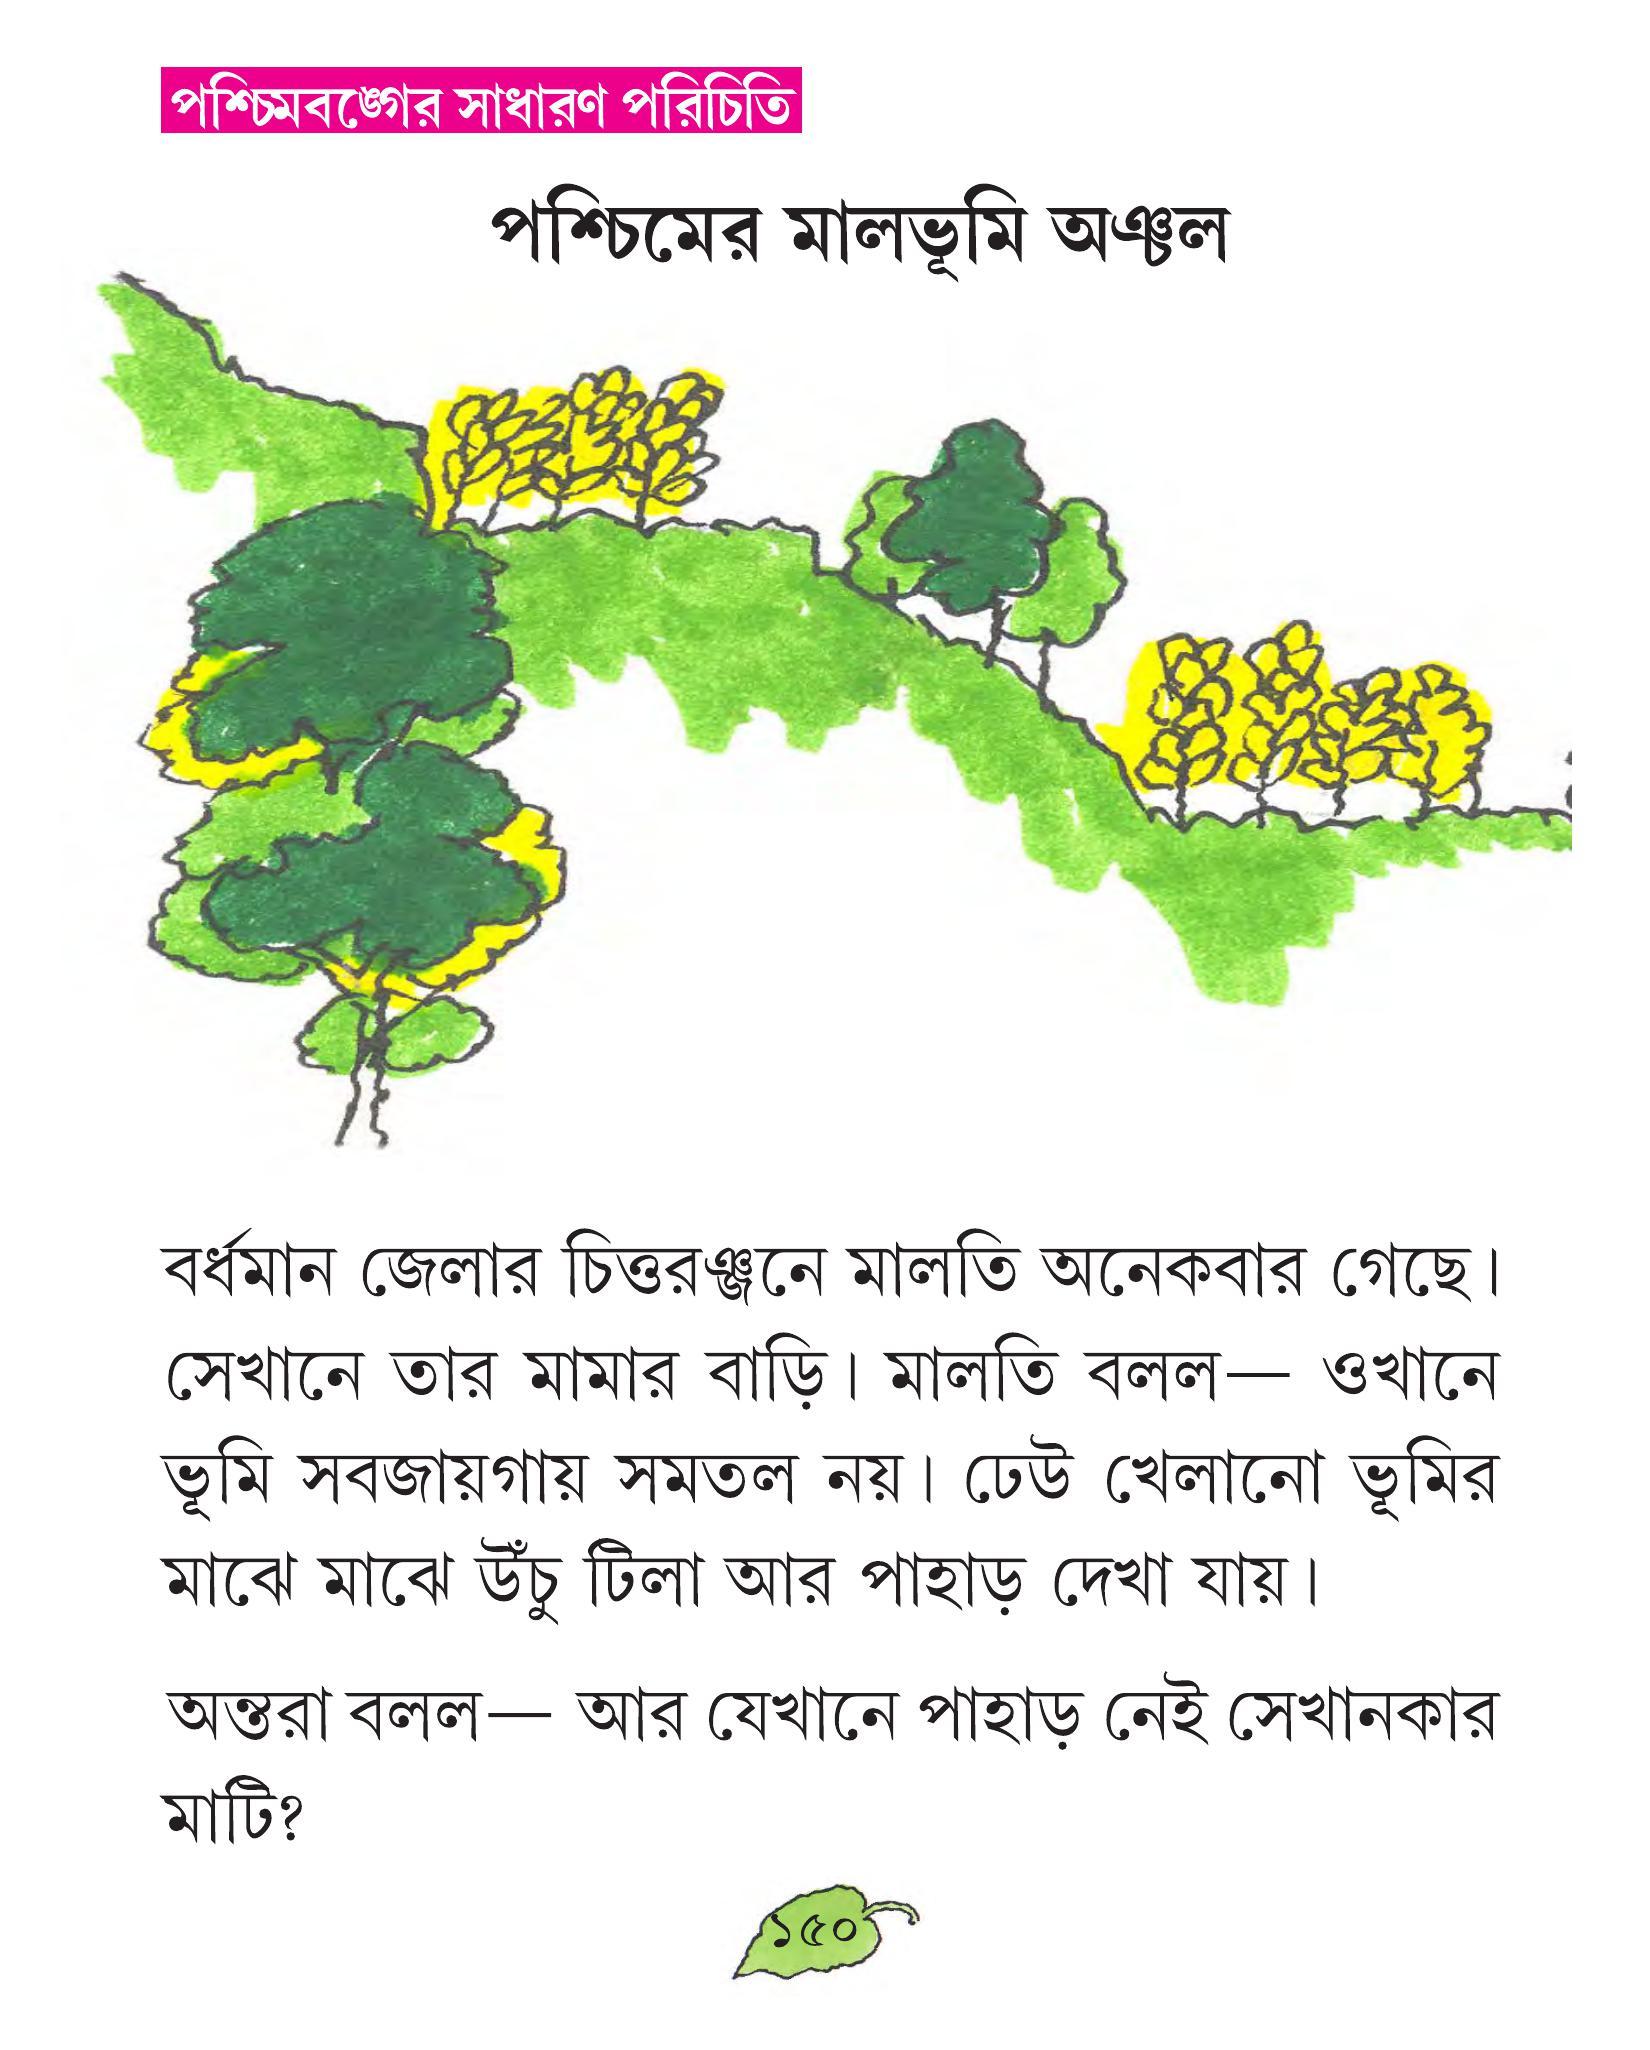 পশ্চিমবঙ্গের সাধারণ পরিচিতি
পশ্চিমের মালভূমি অঞ্চল
বর্ধমান জেলার চিত্তরঞ্জনে মালতি অনেকবার গেছে।
সেখানে তার মামার বাড়ি। মালতি বলল— ওখানে
ভূমি সবজায়গায় সমতল নয়। ঢেউ খেলানো ভূমির
মাঝে মাঝে উঁচু টিলা আর পাহাড় দেখা যায়।
অন্তরা বলল— আর যেখানে পাহাড় নেই সেখানকার
মাটি?
১৫০